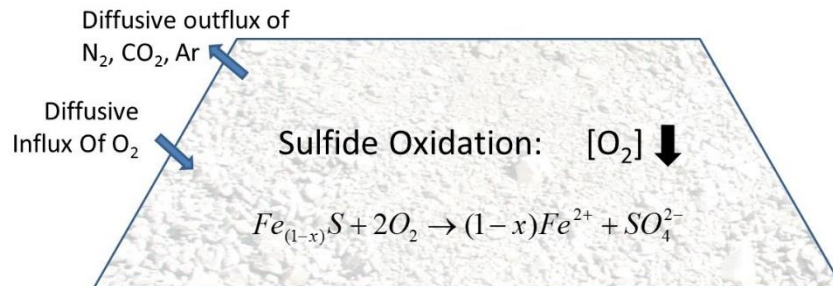 Diffusive outflux of
N₂, CO₂, Ar
Diffusive
Influx Of O₂
Sulfide Oxidation: [O₂]
Fe₍₁₋ₓ₎S + 2O₂ → (1 − x)Fe²⁺ + SO₄²⁻